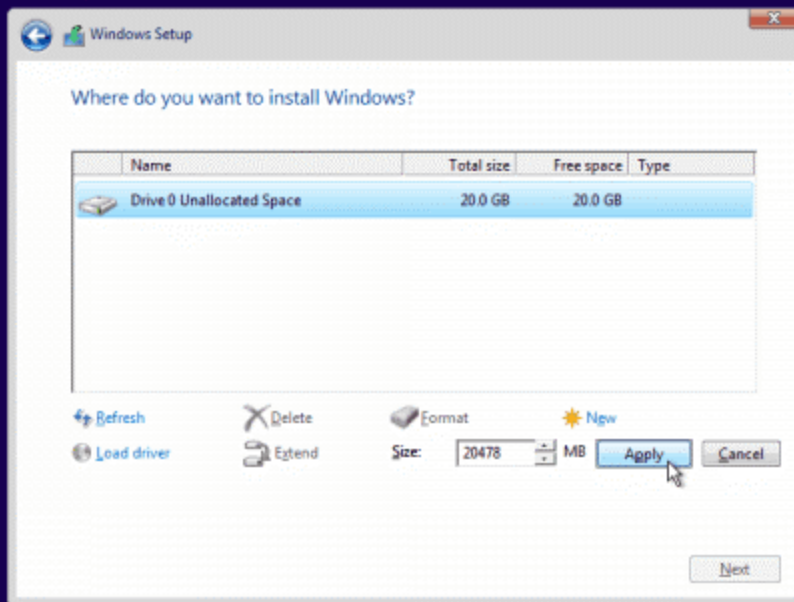 Windows Setup
Where do you want to install Windows?
Name Total size Free space Type
Drive 0 Unallocated Space 20.0 GB 20.0 GB
Refresh Delete Format New
Load driver Extend Size: 20478 MB Apply Cancel
Next